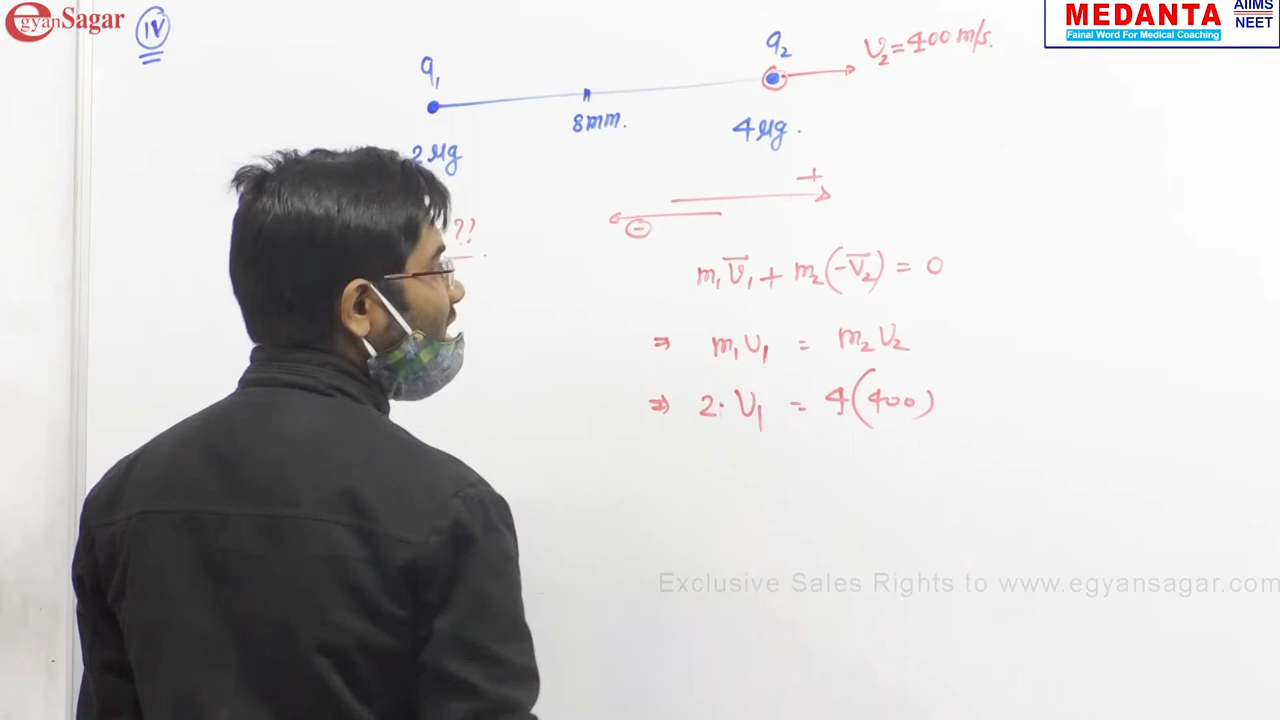 egyanSagar
IV
MEDANTA AIIMS NEET
Fainal Word For Medical Coaching
q₁
q₂
V₂ = 400 m/s.
8mm.
2 μg
4 μg.
+
??
−
m₁V̅₁ + m₂(−V̅₂) = 0
⇒ m₁V₁ = m₂V₂
⇒ 2·V₁ = 4(400)
Exclusive Sales Rights to www.egyansagar.com